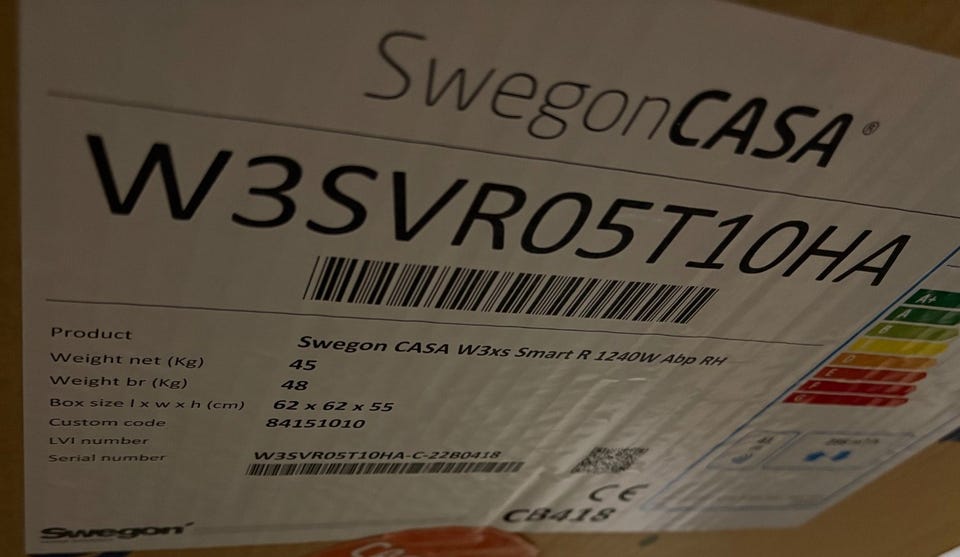 SwegonCASA®
W3SVR05T10HA
Product Swegon CASA W3xs Smart R 1240W Abp RH
Weight net (Kg) 45
Weight br (Kg) 48
Box size l x w x h (cm) 62 x 62 x 55
Custom code 84151010
LVI number
Serial number W3SVR05T10HA-C-22B0418
CE
CB418
Swegon
A+
A
B
D
E
F
G